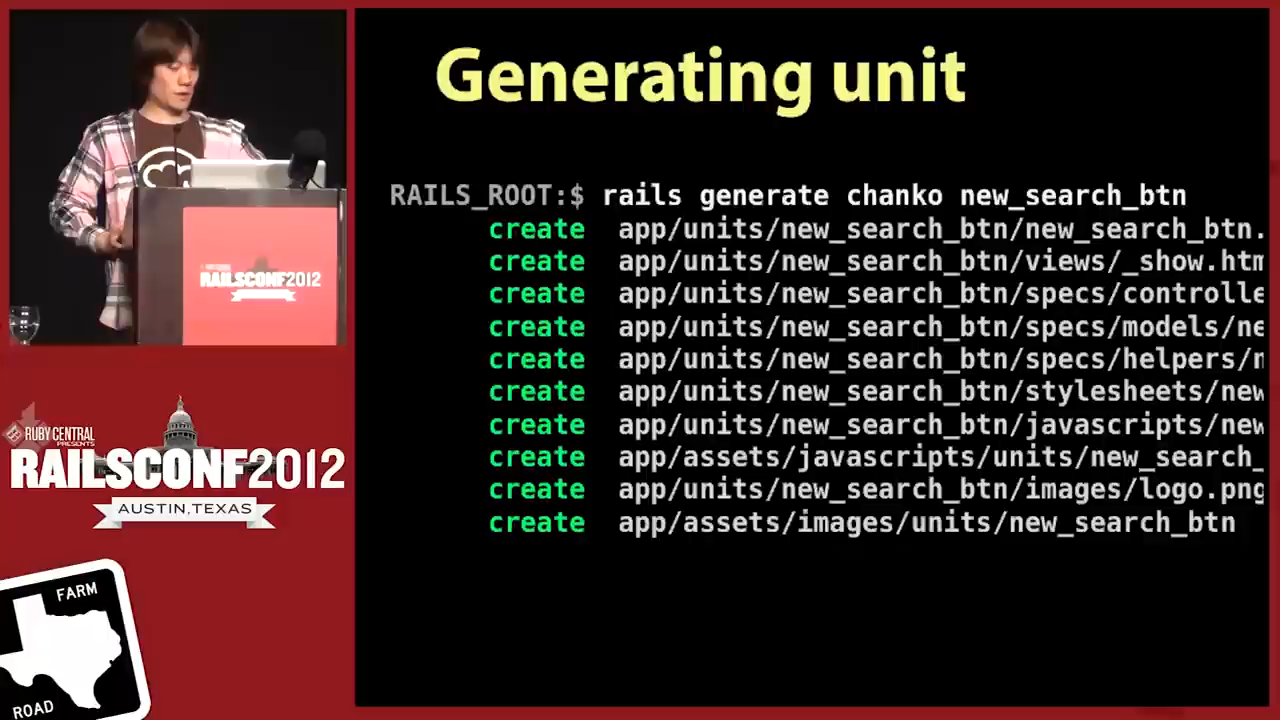 Generating unit
RAILS_ROOT:$ rails generate chanko new_search_btn
create app/units/new_search_btn/new_search_btn.
create app/units/new_search_btn/views/_show.htm
create app/units/new_search_btn/specs/controlle
create app/units/new_search_btn/specs/models/ne
create app/units/new_search_btn/specs/helpers/n
create app/units/new_search_btn/stylesheets/new
create app/units/new_search_btn/javascripts/new
create app/assets/javascripts/units/new_search_
create app/units/new_search_btn/images/logo.png
create app/assets/images/units/new_search_btn
RAILSCONF2012
RUBY CENTRAL
PRESENTS
RAILSCONF2012
AUSTIN, TEXAS
FARM
ROAD